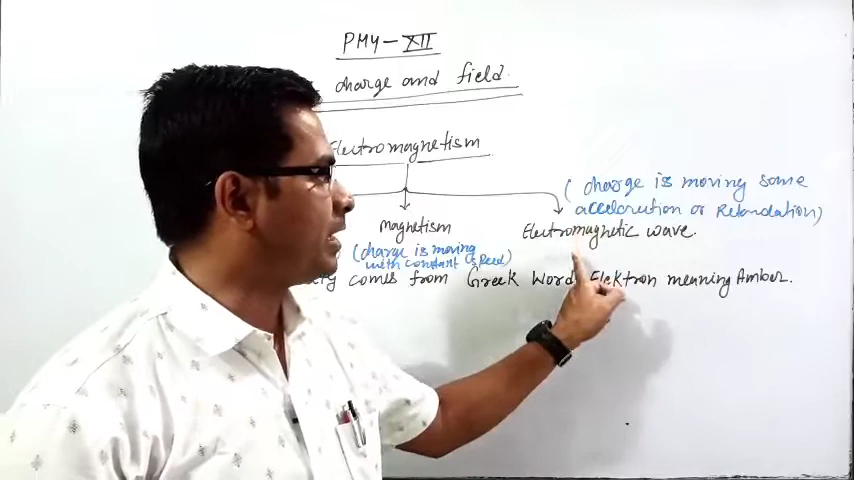 PHY - XII
charge and field.
Electromagnetism
( charge is moving some
accelerution or Retardation)
magnetism
Electromagnetic wave.
(charge is moving
with constant speed)
comes from Greek Word Elektron meaning Amber.